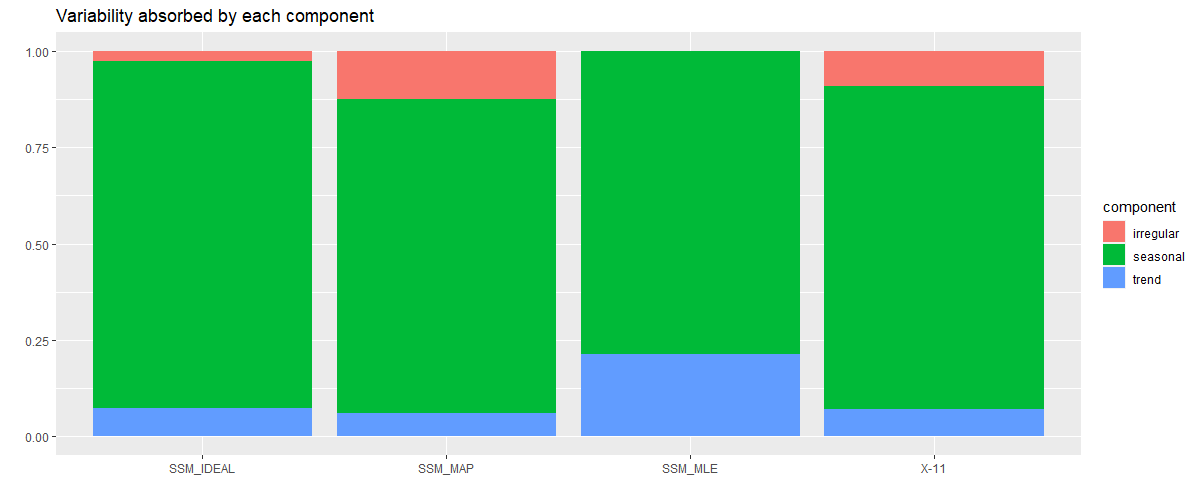 Variability absorbed by each component
1.00
0.75
0.50
0.25
0.00
SSM_IDEAL
SSM_MAP
SSM_MLE
X-11
component
irregular
seasonal
trend